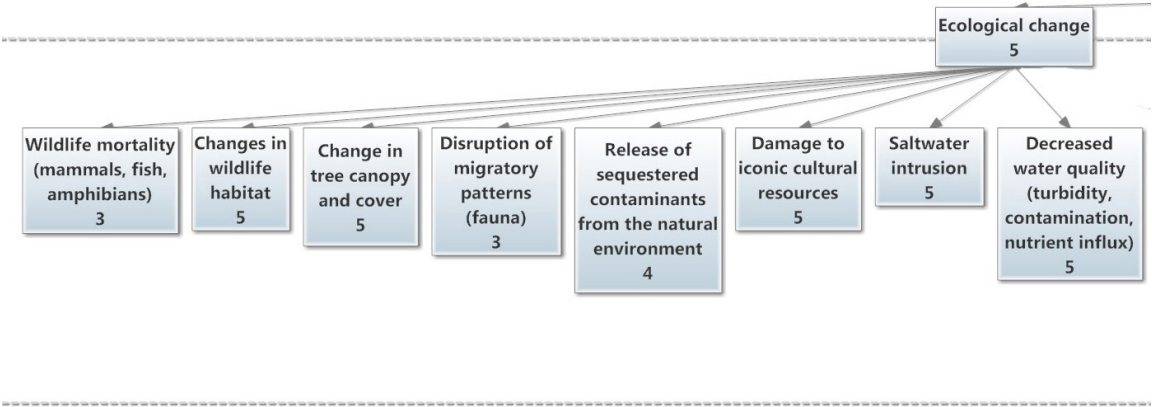 Ecological change
5
Wildlife mortality
(mammals, fish,
amphibians)
3
Changes in
wildlife
habitat
5
Change in
tree canopy
and cover
5
Disruption of
migratory
patterns
(fauna)
3
Release of
sequestered
contaminants
from the natural
environment
4
Damage to
iconic cultural
resources
5
Saltwater
intrusion
5
Decreased
water quality
(turbidity,
contamination,
nutrient influx)
5